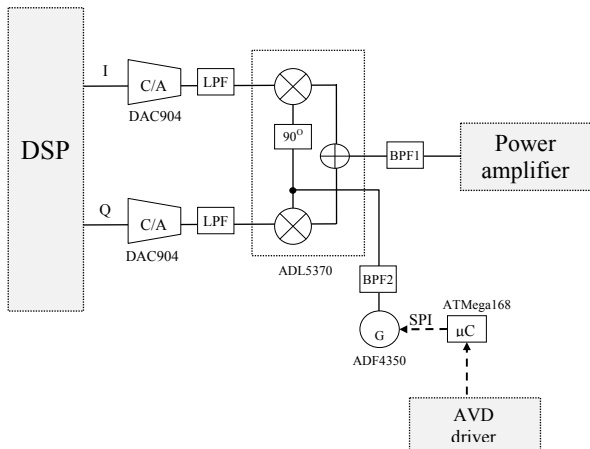 I
C/A
LPF
DAC904
DSP
90°
BPF1
Power
amplifier
Q
C/A
LPF
DAC904
ADL5370
BPF2
G
ADF4350
SPI
ATMega168
μC
AVD
driver